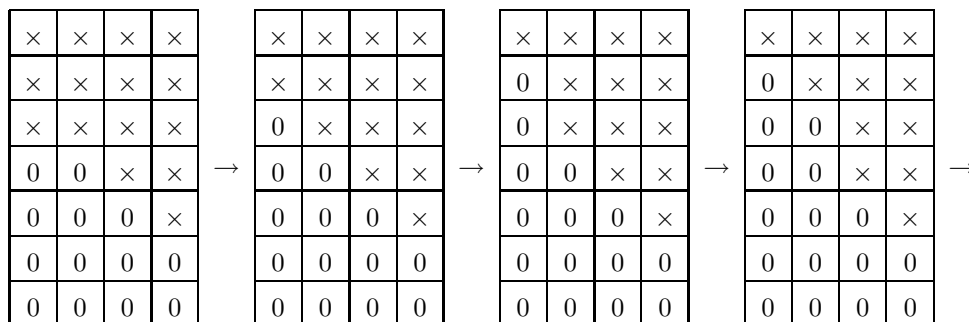 × × × × × × × × × × × × × × × ×
× × × × × × × × 0 × × × 0 × × ×
× × × × 0 × × × 0 × × × 0 0 × ×
0 0 × × → 0 0 × × → 0 0 × × → 0 0 × × →
0 0 0 × 0 0 0 × 0 0 0 × 0 0 0 ×
0 0 0 0 0 0 0 0 0 0 0 0 0 0 0 0
0 0 0 0 0 0 0 0 0 0 0 0 0 0 0 0